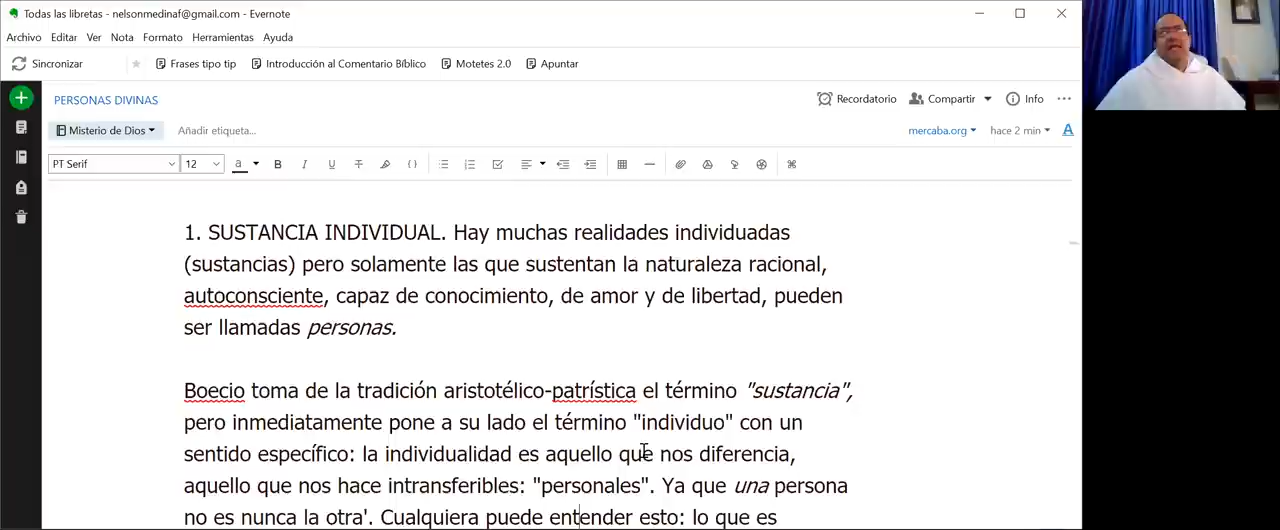 Todas las libretas - nelsonmedinaf@gmail.com - Evernote
Archivo Editar Ver Nota Formato Herramientas Ayuda
Sincronizar Frases tipo tip Introducción al Comentario Bíblico Motetes 2.0 Apuntar
PERSONAS DIVINAS Recordatorio Compartir Info
Misterio de Dios Añadir etiqueta... mercaba.org hace 2 min A
PT Serif 12 a B I U T
1. SUSTANCIA INDIVIDUAL. Hay muchas realidades individuadas
(sustancias) pero solamente las que sustentan la naturaleza racional,
autoconsciente, capaz de conocimiento, de amor y de libertad, pueden
ser llamadas personas.
Boecio toma de la tradición aristotélico-patrística el término "sustancia",
pero inmediatamente pone a su lado el término "individuo" con un
sentido específico: la individualidad es aquello que nos diferencia,
aquello que nos hace intransferibles: "personales". Ya que una persona
no es nunca la otra'. Cualquiera puede entender esto: lo que es